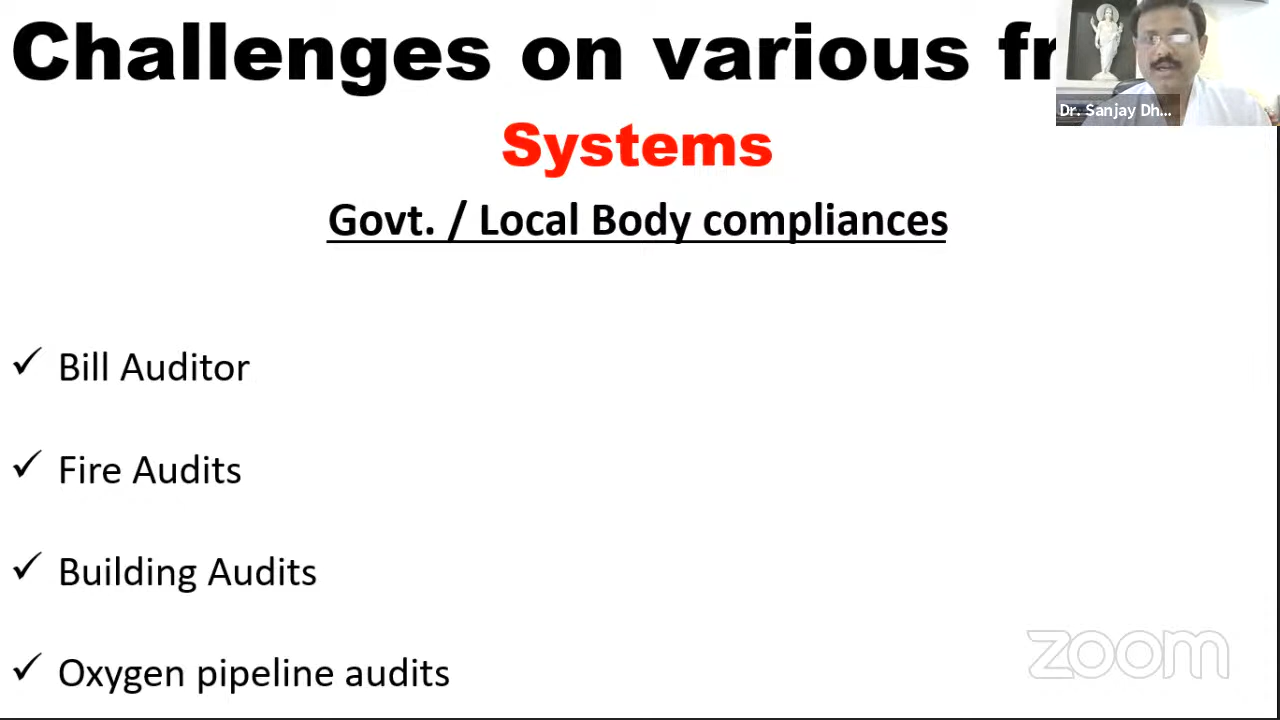 Challenges on various fr
Dr. Sanjay Dh...
Systems
Govt. / Local Body compliances
✓ Bill Auditor
✓ Fire Audits
✓ Building Audits
✓ Oxygen pipeline audits
zoom